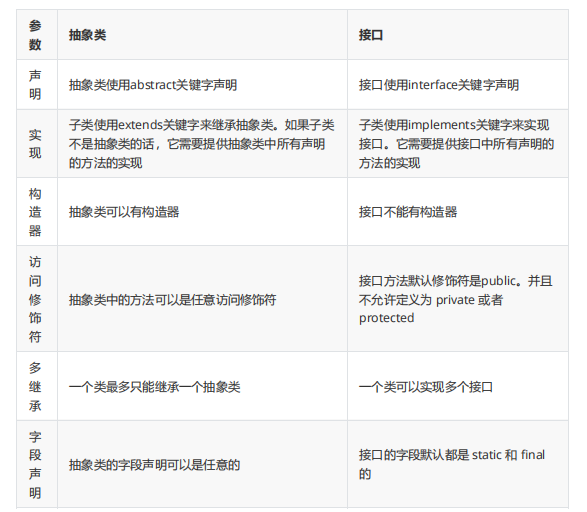 参
数
抽象类
接口
声
明
抽象类使用abstract关键字声明
接口使用interface关键字声明
实
现
子类使用extends关键字来继承抽象类。如果子类
不是抽象类的话，它需要提供抽象类中所有声明
的方法的实现
子类使用implements关键字来实现
接口。它需要提供接口中所有声明的
方法的实现
构
造
器
抽象类可以有构造器
接口不能有构造器
访
问
修
饰
符
抽象类中的方法可以是任意访问修饰符
接口方法默认修饰符是public。并且
不允许定义为 private 或者
protected
多
继
承
一个类最多只能继承一个抽象类
一个类可以实现多个接口
字
段
声
明
抽象类的字段声明可以是任意的
接口的字段默认都是 static 和 final
的